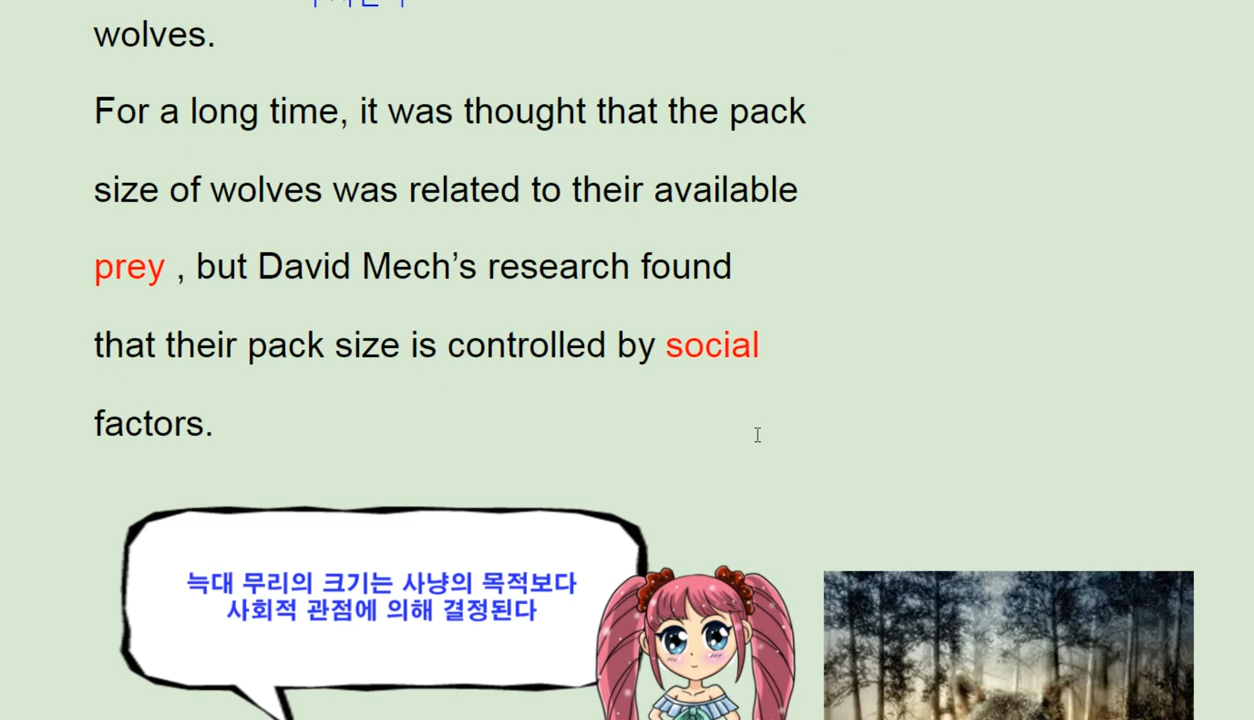 wolves.
For a long time, it was thought that the pack
size of wolves was related to their available
prey , but David Mech’s research found
that their pack size is controlled by social
factors.
늑대 무리의 크기는 사냥의 목적보다
사회적 관점에 의해 결정된다